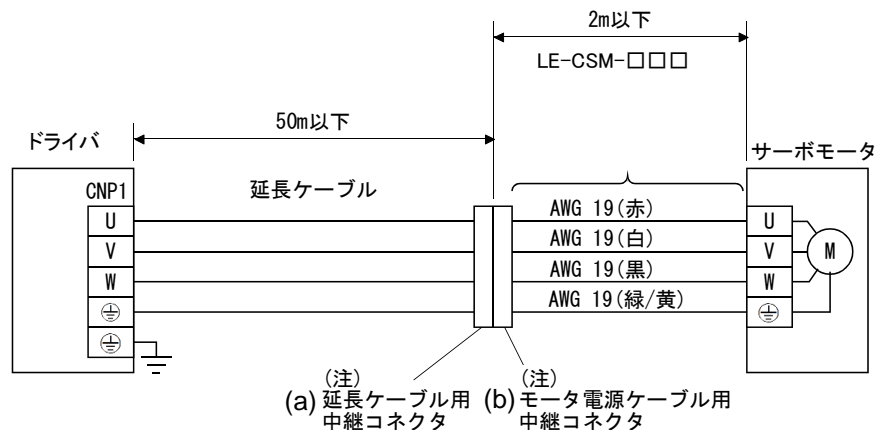 2m以下
LE-CSM-□□□
50m以下
ドライバ
サーボモータ
CNP1
延長ケーブル
U
V
W
AWG 19(赤)
AWG 19(白)
AWG 19(黒)
AWG 19(緑/黄)
U
V
W
M
(注)
(a) 延長ケーブル用
中継コネクタ
(注)
(b) モータ電源ケーブル用
中継コネクタ